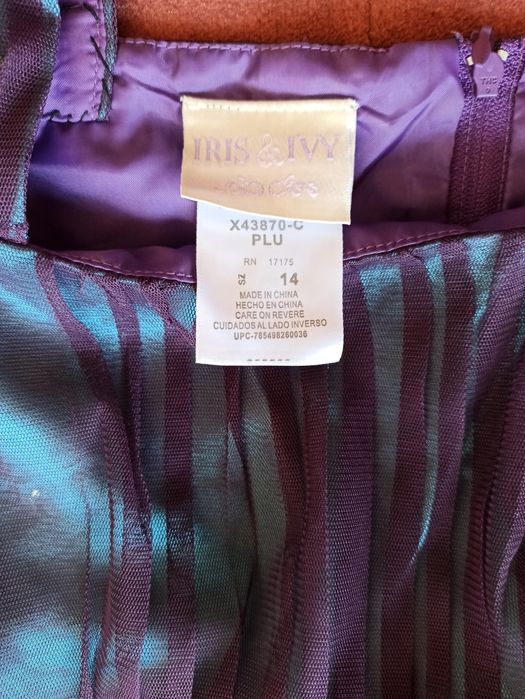 IRIS & IVY
X43870-C
PLU
RN 17175
SZ 14
MADE IN CHINA
HECHO EN CHINA
CARE ON REVERE
CUIDADOS AL LADO INVERSO
UPC-765498260036